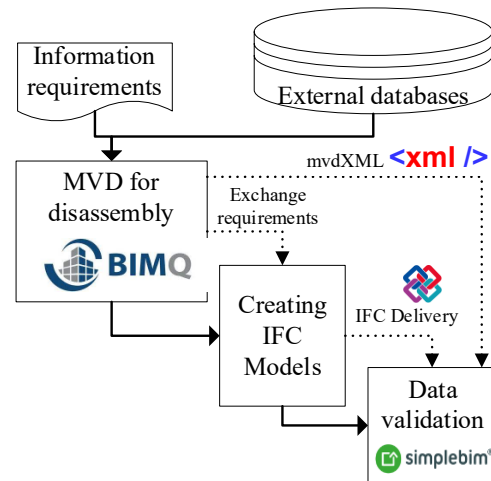 Information
requirements
External databases
mvdXML <xml />
MVD for
disassembly
BIMQ
Exchange
requirements
Creating
IFC
Models
IFC Delivery
Data
validation
simplebim®